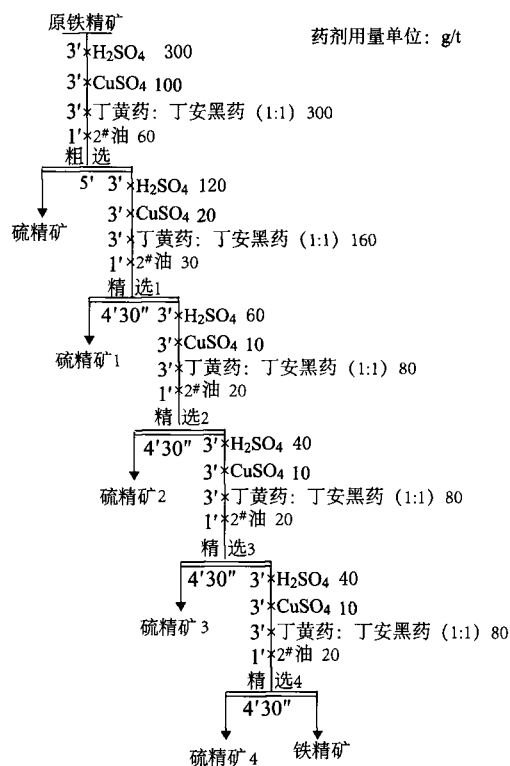 原铁精矿
药剂用量单位：g/t
3′ H₂SO₄ 300
3′ CuSO₄ 100
3′ 丁黄药：丁安黑药（1:1）300
1′ 2#油 60
粗选
5′ 3′ H₂SO₄ 120
硫精矿
3′ CuSO₄ 20
3′ 丁黄药：丁安黑药（1:1）160
1′ 2#油 30
精选1
4′30″ 3′ H₂SO₄ 60
硫精矿1
3′ CuSO₄ 10
3′ 丁黄药：丁安黑药（1:1）80
1′ 2#油 20
精选2
4′30″ 3′ H₂SO₄ 40
硫精矿2
3′ CuSO₄ 10
3′ 丁黄药：丁安黑药（1:1）80
1′ 2#油 20
精选3
4′30″ 3′ H₂SO₄ 40
硫精矿3
3′ CuSO₄ 10
3′ 丁黄药：丁安黑药（1:1）80
1′ 2#油 20
精选4
4′30″
硫精矿4 铁精矿